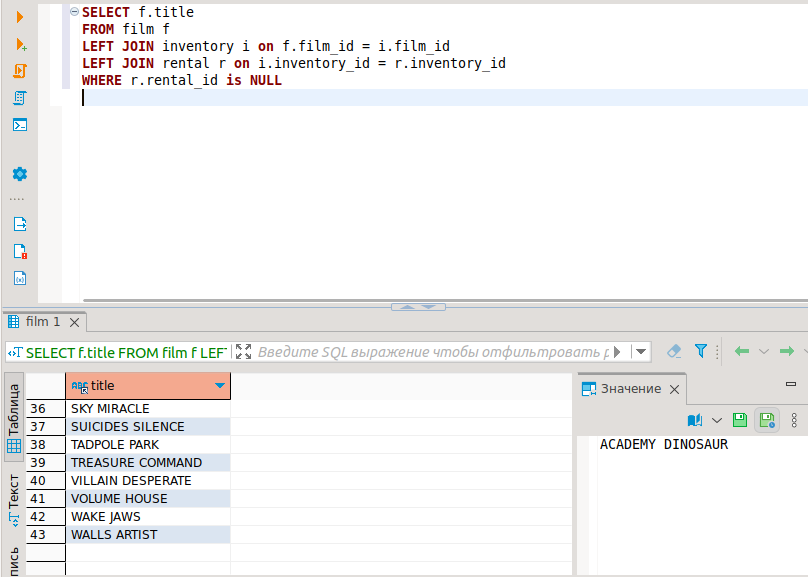 SELECT f.title
FROM film f
LEFT JOIN inventory i on f.film_id = i.film_id
LEFT JOIN rental r on i.inventory_id = r.inventory_id
WHERE r.rental_id is NULL
film 1
SELECT f.title FROM film f LEF
Введите SQL выражение чтобы отфильтровать р
title
36 SKY MIRACLE
37 SUICIDES SILENCE
38 TADPOLE PARK
39 TREASURE COMMAND
40 VILLAIN DESPERATE
41 VOLUME HOUSE
42 WAKE JAWS
43 WALLS ARTIST
Таблица
Текст
пись
Значение
ACADEMY DINOSAUR